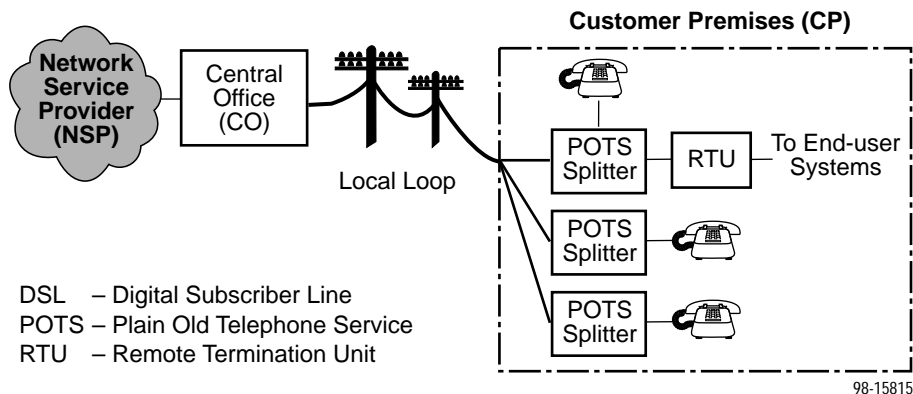 Customer Premises (CP)
Network
Service
Provider
(NSP)
Central
Office
(CO)
Local Loop
POTS
Splitter
RTU
To End-user
Systems
POTS
Splitter
POTS
Splitter
DSL – Digital Subscriber Line
POTS – Plain Old Telephone Service
RTU – Remote Termination Unit
98-15815